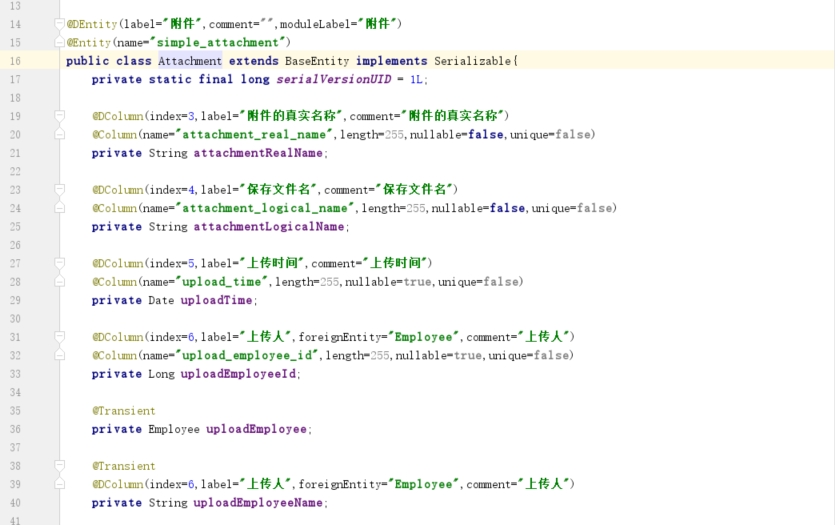 13
14 @DEntity(label="附件",comment="",moduleLabel="附件")
15 @Entity(name="simple_attachment")
16 public class Attachment extends BaseEntity implements Serializable{
17 private static final long serialVersionUID = 1L;
18
19 @DColumn(index=3,label="附件的真实名称",comment="附件的真实名称")
20 @Column(name="attachment_real_name",length=255,nullable=false,unique=false)
21 private String attachmentRealName;
22
23 @DColumn(index=4,label="保存文件名",comment="保存文件名")
24 @Column(name="attachment_logical_name",length=255,nullable=false,unique=false)
25 private String attachmentLogicalName;
26
27 @DColumn(index=5,label="上传时间",comment="上传时间")
28 @Column(name="upload_time",length=255,nullable=true,unique=false)
29 private Date uploadTime;
30
31 @DColumn(index=6,label="上传人",foreignEntity="Employee",comment="上传人")
32 @Column(name="upload_employee_id",length=255,nullable=true,unique=false)
33 private Long uploadEmployeeId;
34
35 @Transient
36 private Employee uploadEmployee;
37
38 @Transient
39 @DColumn(index=6,label="上传人",foreignEntity="Employee",comment="上传人")
40 private String uploadEmployeeName;
41